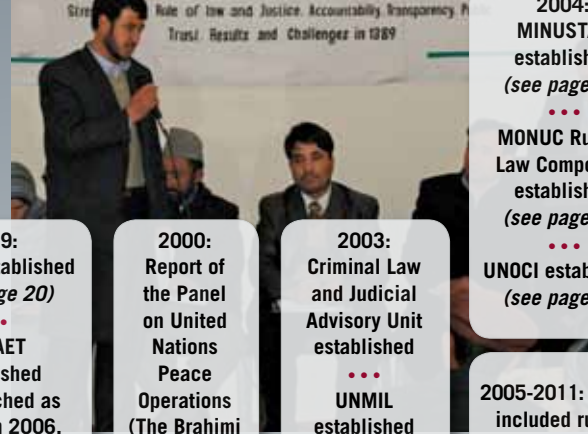 Rule of law and Justice. Accountability. Transparency.
Trust. Results and Challenges in 1389
9:
tablished
ge 20)
•
AET
shed
ched as
2006.
2000:
Report of
the Panel
on United
Nations
Peace
Operations
(The Brahimi
2003:
Criminal Law
and Judicial
Advisory Unit
established
•••
UNMIL
established
2004:
MINUST
establish
(see page
•••
MONUC Ru
Law Compo
establish
(see page
•••
UNOCI estab
(see page
2005-2011:
included r